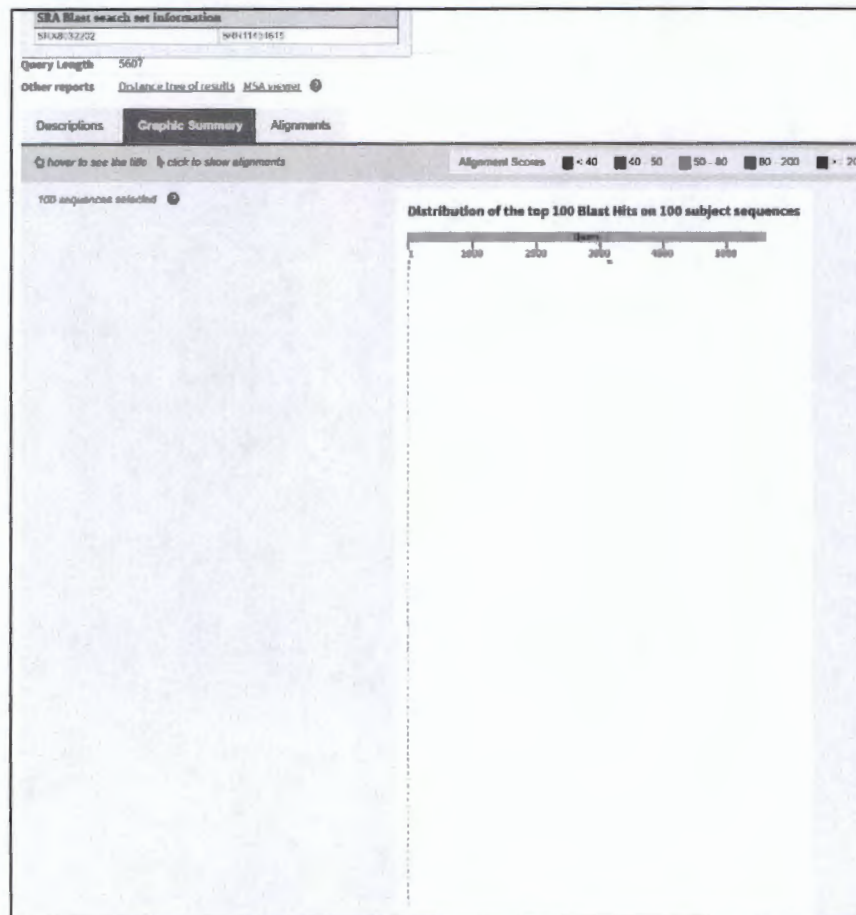 SRA Blast search set information
Query Length 5607
Other reports Distance tree of results MSA viewer
Descriptions Graphic Summary Alignments
hover to see the title click to show alignments Alignment Scores < 40 40 - 50 50 - 80 80 - 200
100 sequences selected
Distribution of the top 100 Blast Hits on 100 subject sequences
Query
1 1000 2000 3000 4000 5000